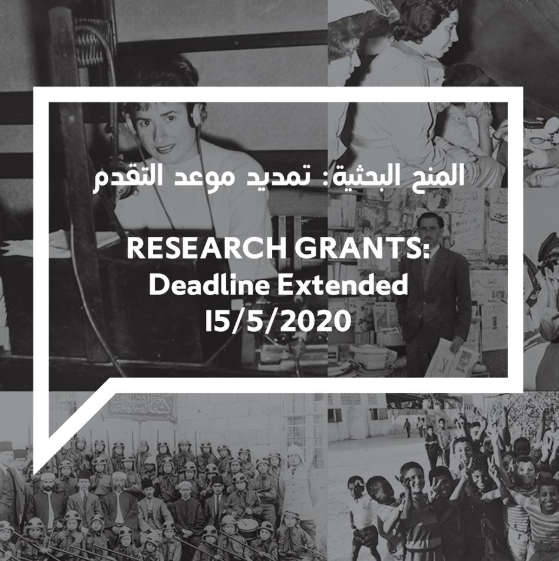 المنح البحثية: تمديد موعد التقدم
RESEARCH GRANTS:
Deadline Extended
15/5/2020